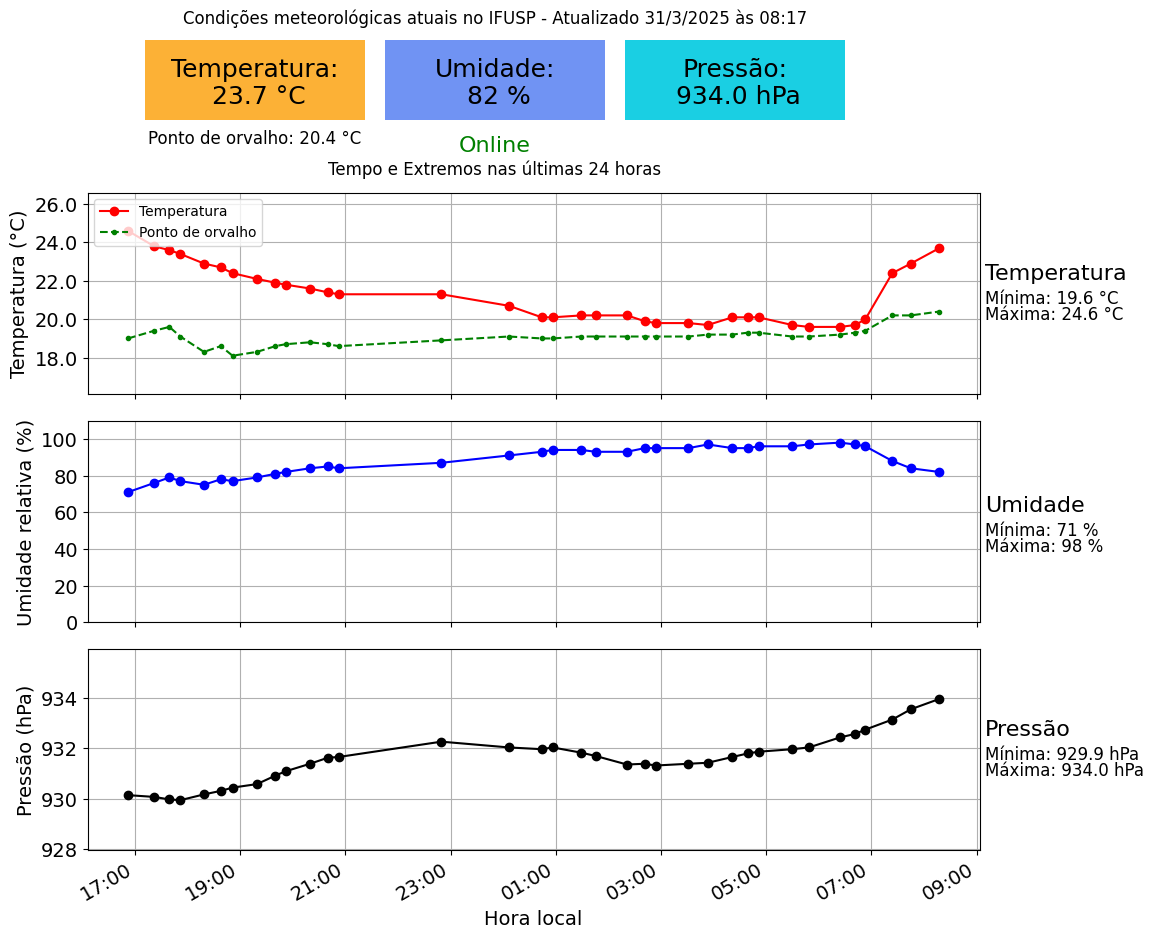 Condições meteorológicas atuais no IFUSP - Atualizado 31/3/2025 às 08:17
Temperatura:
23.7 °C
Umidade:
82 %
Pressão:
934.0 hPa
Ponto de orvalho: 20.4 °C
Online
Tempo e Extremos nas últimas 24 horas
Temperatura (°C)
26.0
24.0
22.0
20.0
18.0
Temperatura
Ponto de orvalho
Temperatura
Mínima: 19.6 °C
Máxima: 24.6 °C
Umidade relativa (%)
100
80
60
40
20
0
Umidade
Mínima: 71 %
Máxima: 98 %
Pressão (hPa)
934
932
930
928
Pressão
Mínima: 929.9 hPa
Máxima: 934.0 hPa
17:00
19:00
21:00
23:00
01:00
03:00
05:00
07:00
09:00
Hora local